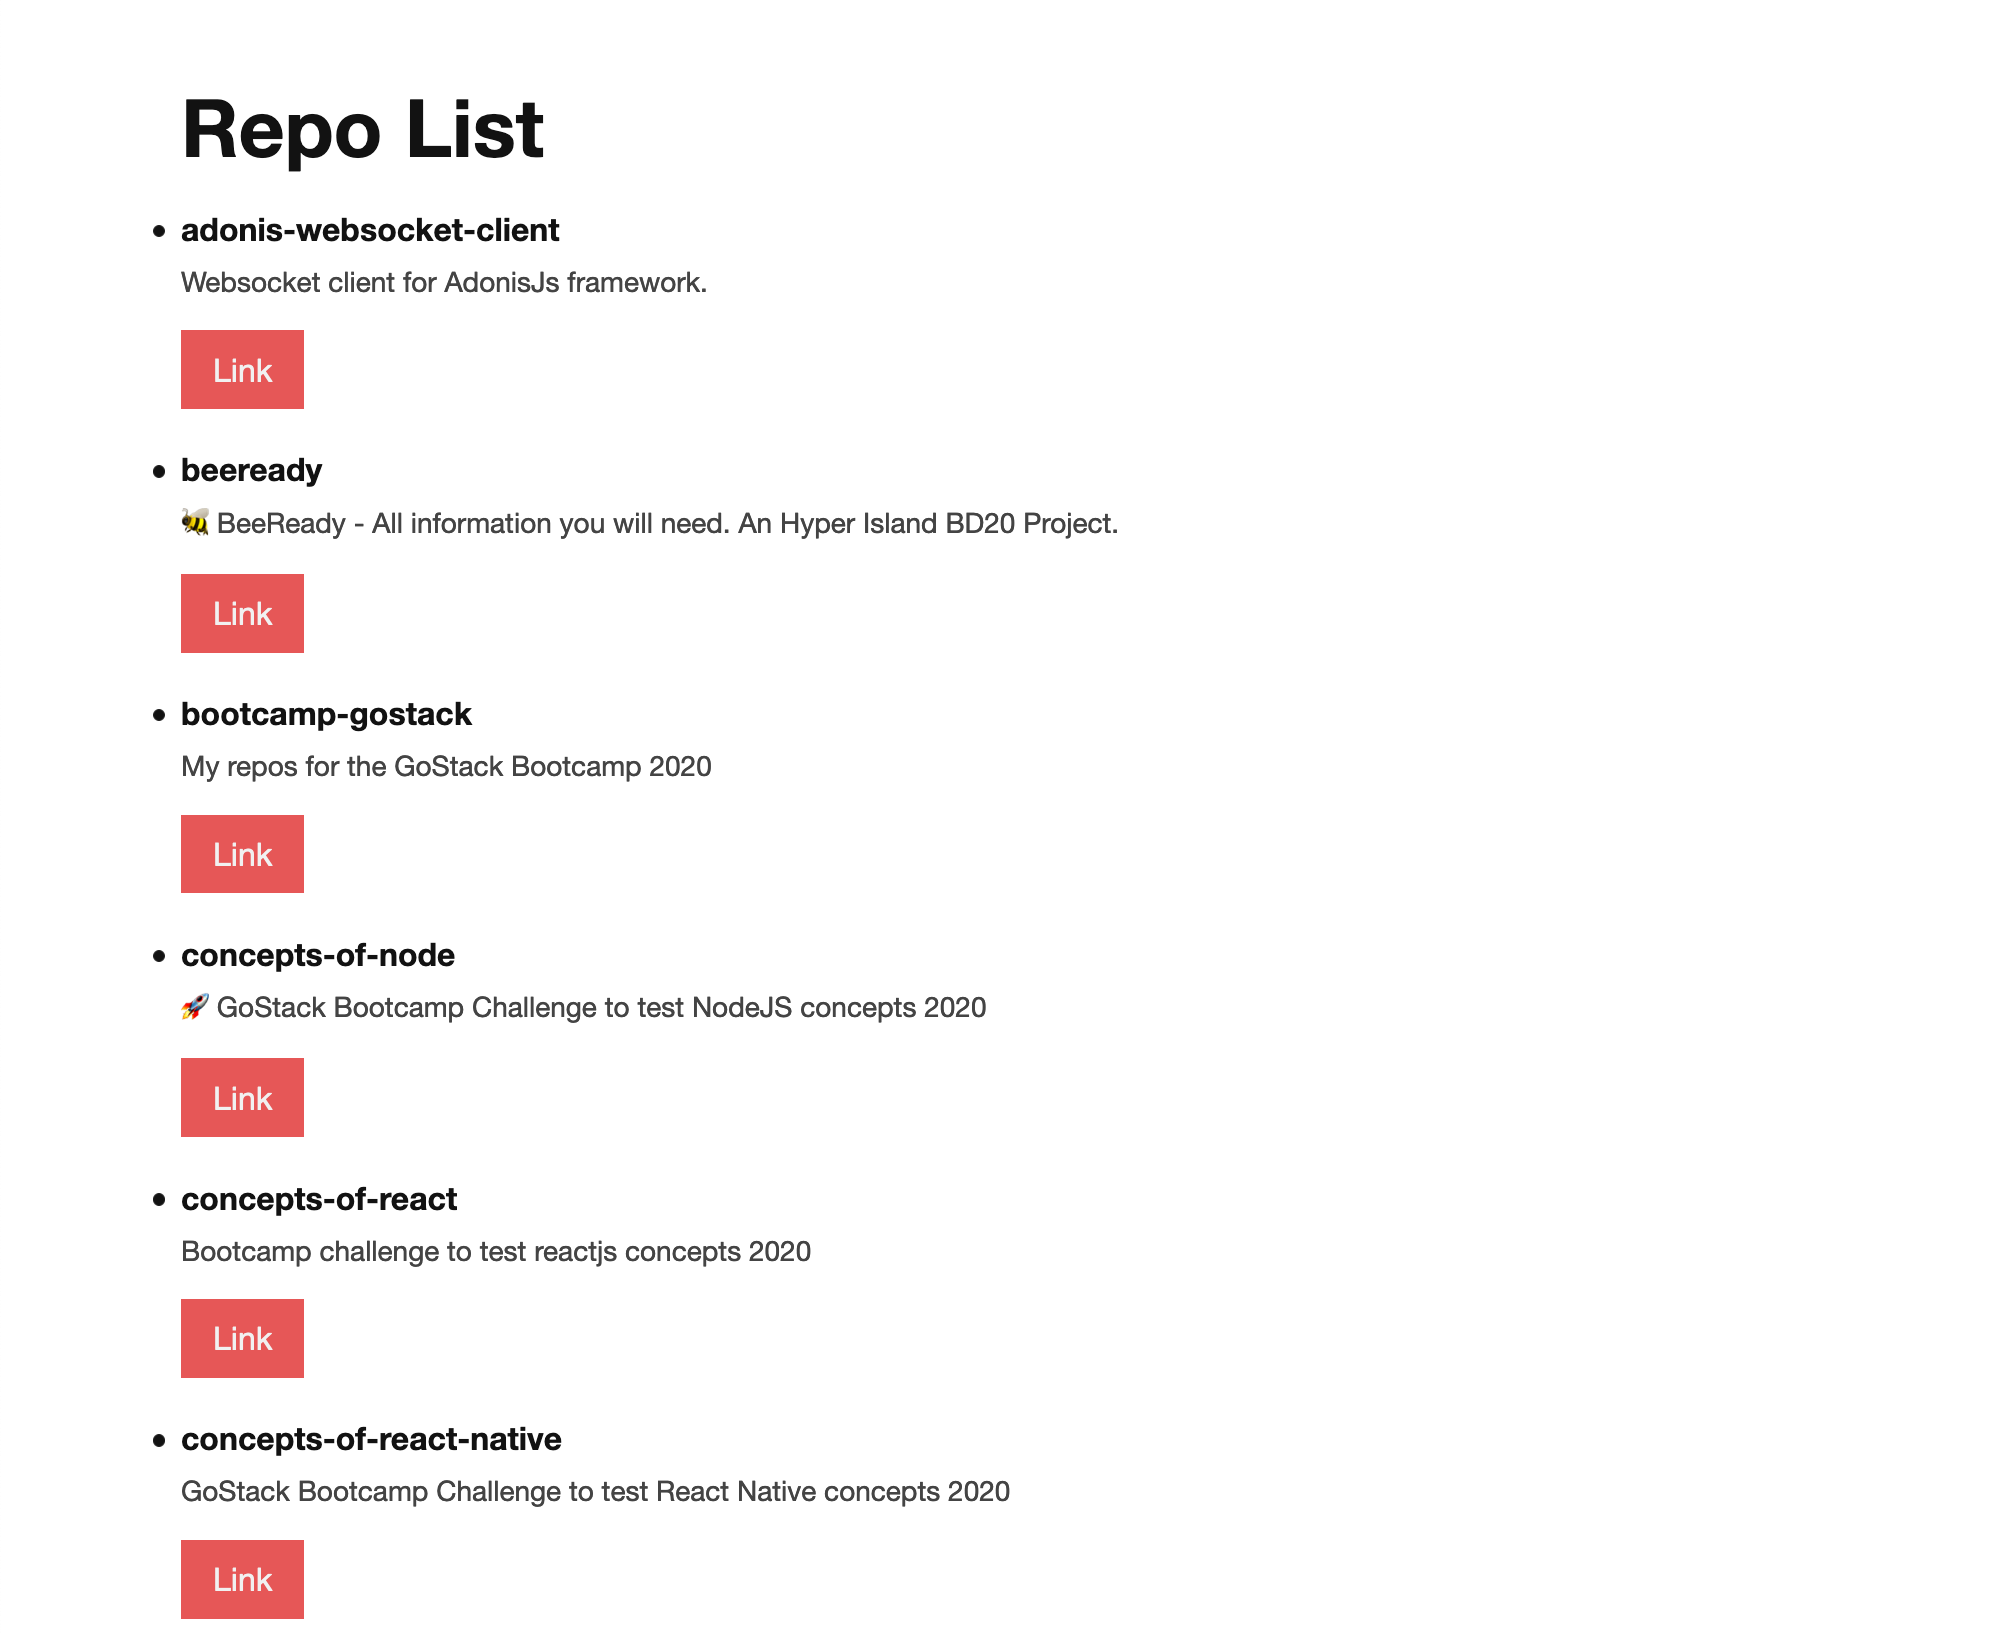 Repo List
adonis-websocket-client
Websocket client for AdonisJs framework.
Link
beeready
🐝 BeeReady - All information you will need. An Hyper Island BD20 Project.
Link
bootcamp-gostack
My repos for the GoStack Bootcamp 2020
Link
concepts-of-node
🚀 GoStack Bootcamp Challenge to test NodeJS concepts 2020
Link
concepts-of-react
Bootcamp challenge to test reactjs concepts 2020
Link
concepts-of-react-native
GoStack Bootcamp Challenge to test React Native concepts 2020
Link